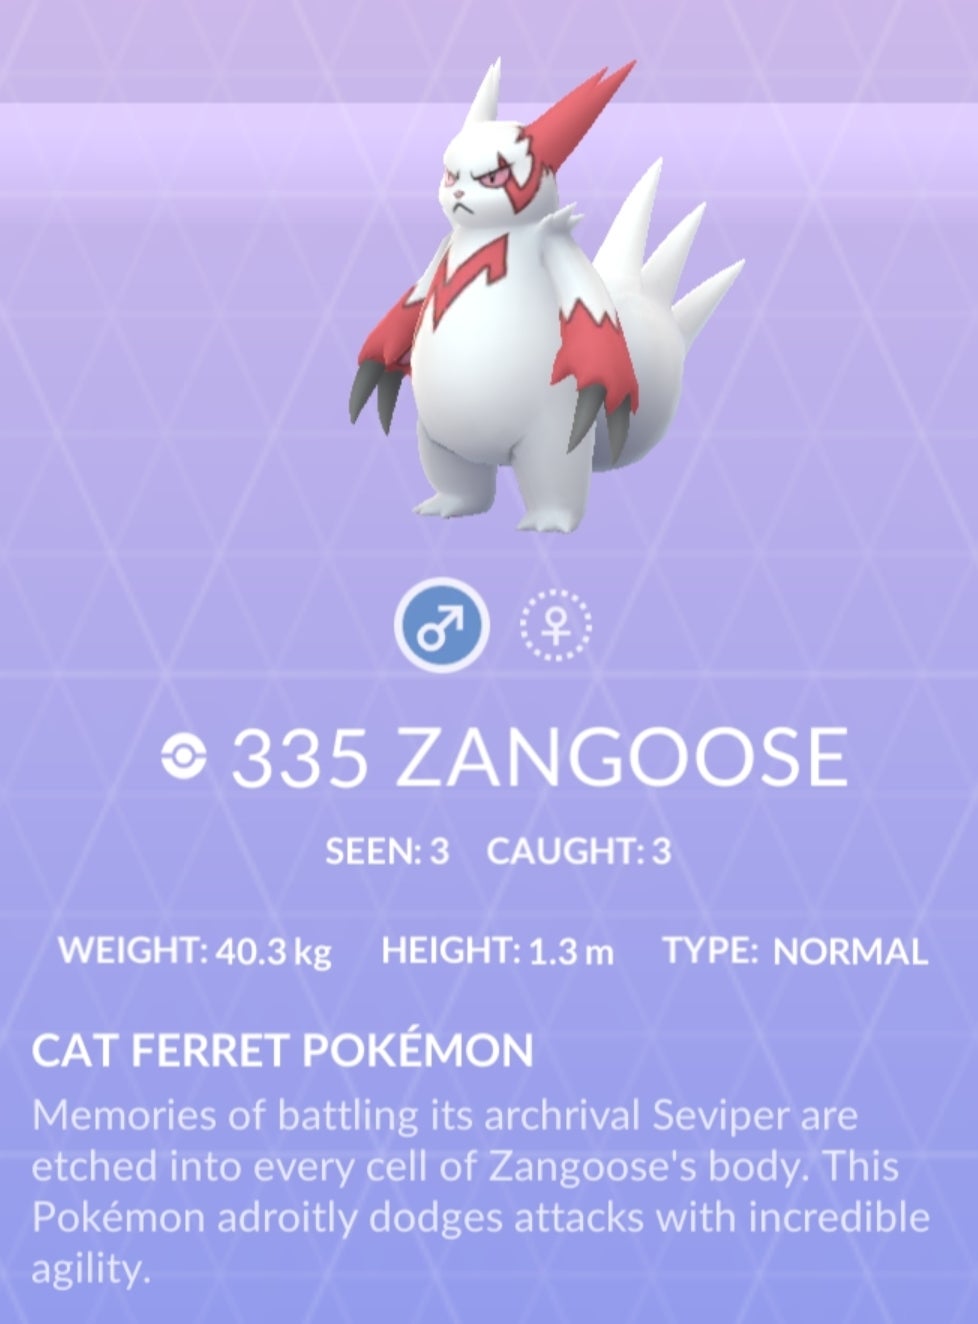 335 ZANGOOSE
SEEN: 3 CAUGHT: 3
WEIGHT: 40.3 kg HEIGHT: 1.3 m TYPE: NORMAL
CAT FERRET POKÉMON
Memories of battling its archrival Seviper are
etched into every cell of Zangoose's body. This
Pokémon adroitly dodges attacks with incredible
agility.